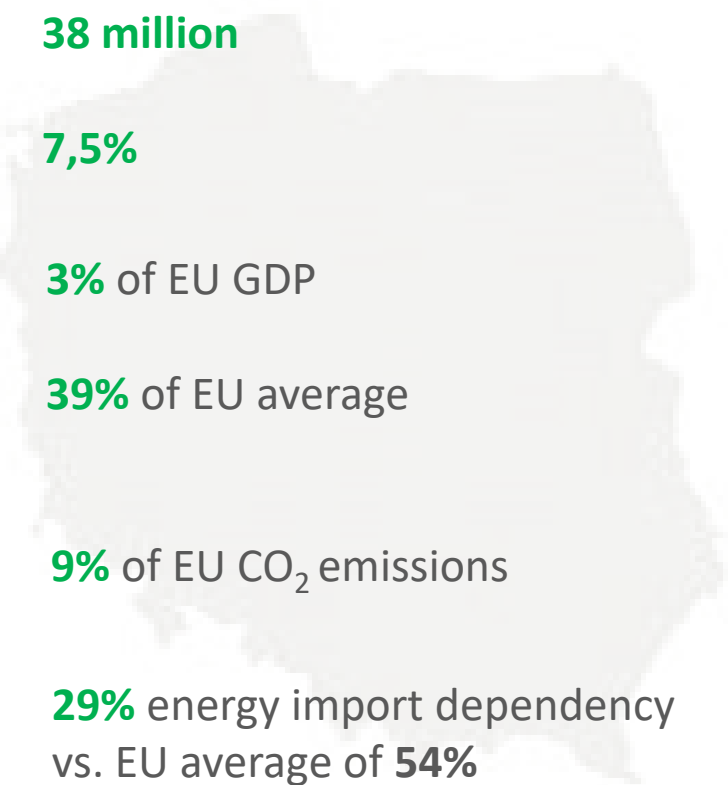 38 million
7,5%
3% of EU GDP
39% of EU average
9% of EU CO₂ emissions
29% energy import dependency
vs. EU average of 54%